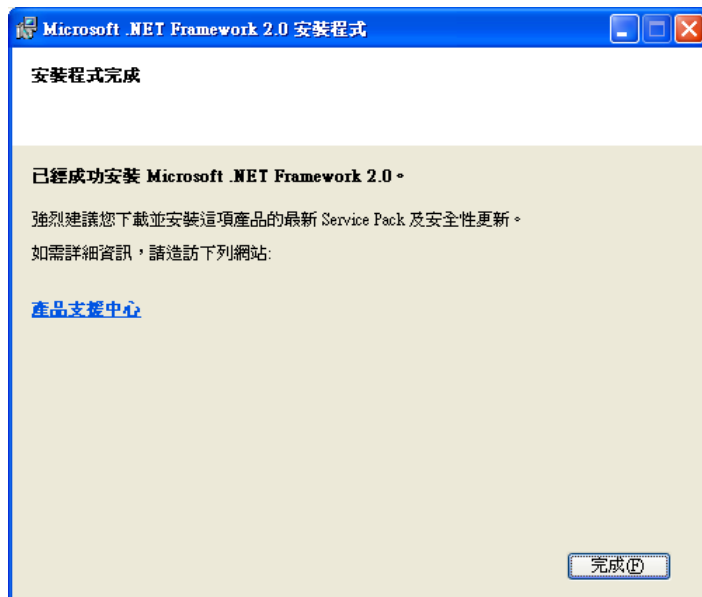 Microsoft .NET Framework 2.0 安裝程式
安裝程式完成
已經成功安裝 Microsoft .NET Framework 2.0。
強烈建議您下載並安裝這項產品的最新 Service Pack 及安全性更新。
如需詳細資訊，請造訪下列網站:
產品支援中心
完成(F)